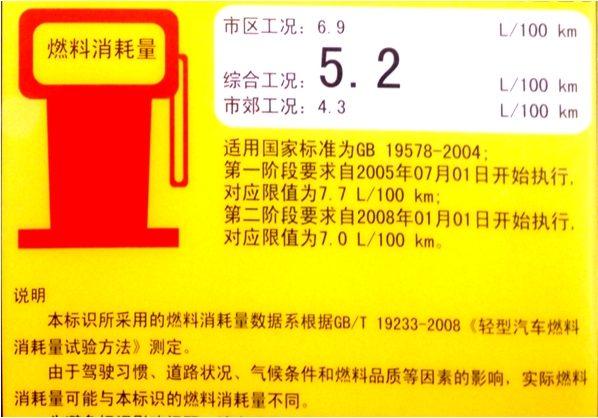 燃料消耗量
市区工况: 6.9 L/100 km
综合工况: 5.2 L/100 km
市郊工况: 4.3 L/100 km
适用国家标准为GB 19578-2004;
第一阶段要求自2005年07月01日开始执行,
对应限值为7.7 L/100 km;
第二阶段要求自2008年01月01日开始执行,
对应限值为7.0 L/100 km。
说明
本标识所采用的燃料消耗量数据系根据GB/T 19233-2008《轻型汽车燃料
消耗量试验方法》测定。
由于驾驶习惯、道路状况、气候条件和燃料品质等因素的影响,实际燃料
消耗量可能与本标识的燃料消耗量不同。